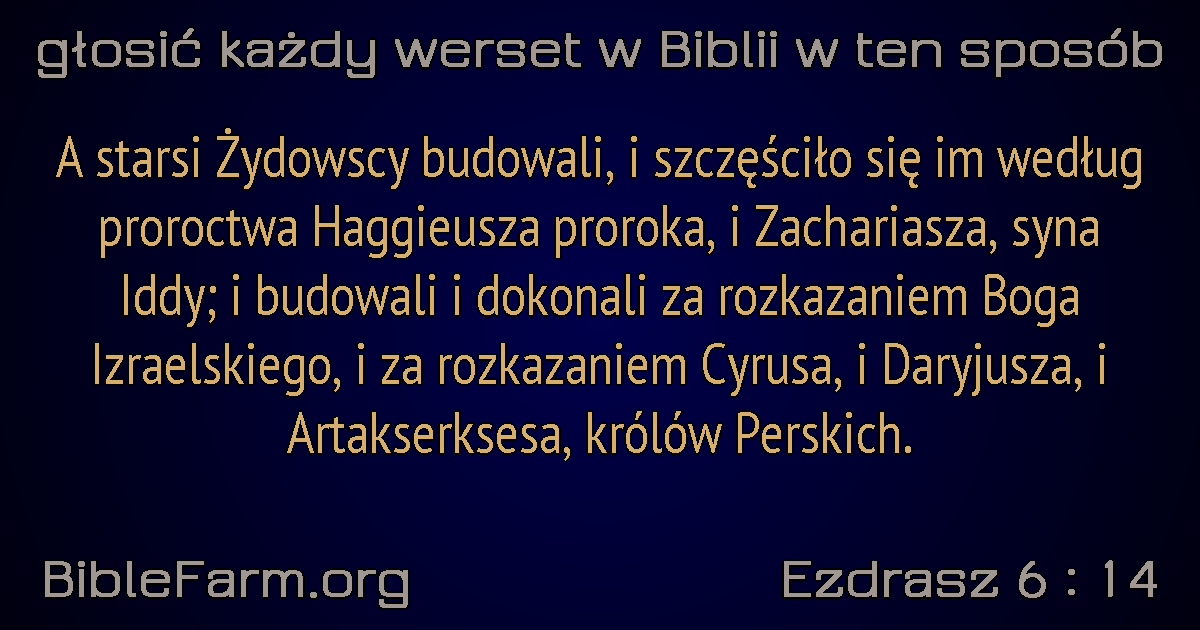 głosić każdy werset w Biblii w ten sposób
A starsi Żydowscy budowali, i szczęściło się im według
proroctwa Haggieusza proroka, i Zachariasza, syna
Iddy; i budowali i dokonali za rozkazaniem Boga
Izraelskiego, i za rozkazaniem Cyrusa, i Daryjusza, i
Artakserksesa, królów Perskich.
BibleFarm.org
Ezdrasz 6 : 14